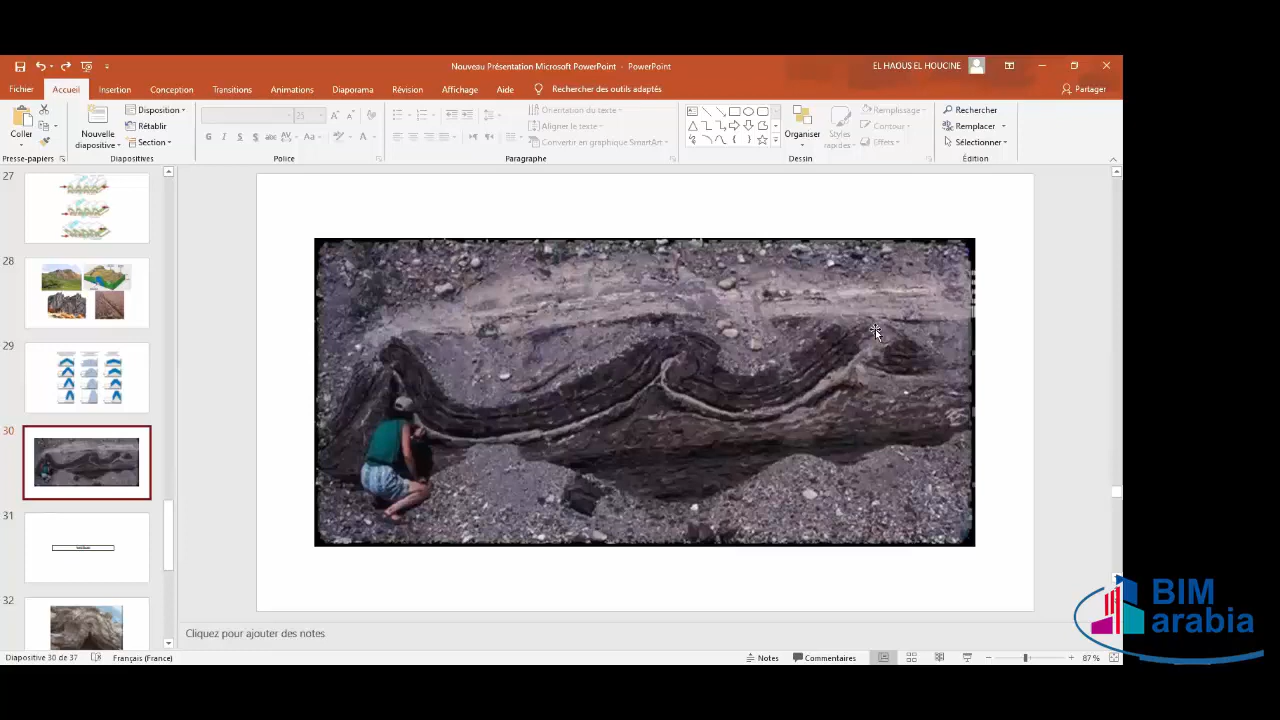 Nouveau Présentation Microsoft PowerPoint - PowerPoint
EL HAOUS EL HOUCINE
Fichier Accueil Insertion Conception Transitions Animations Diaporama Révision Affichage Aide Rechercher des outils adaptés Partager
Coller
Nouvelle diapositive
Disposition
Rétablir
Section
25
G I S abc AV Aa A
Orientation du texte
Aligner le texte
Convertir en graphique SmartArt
Organiser
Styles rapides
Remplissage
Contour
Effets
Rechercher
Remplacer
Sélectionner
Presse-papiers Diapositives Police Paragraphe Dessin Édition
27
28
29
30
31
32
Cliquez pour ajouter des notes
Diapositive 30 de 37 Français (France) Notes Commentaires 87 %
BIM
arabia